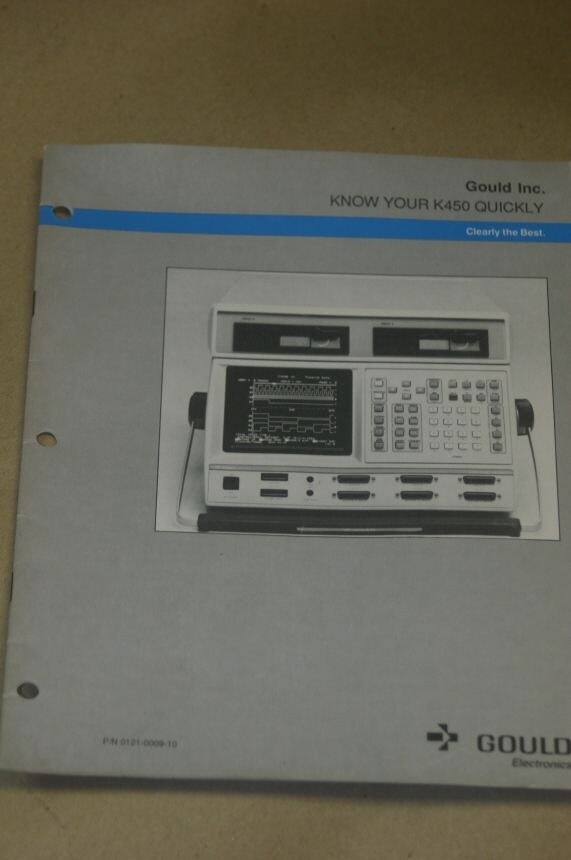 Gould Inc.
KNOW YOUR K450 QUICKLY
Clearly the Best.
P/N 0121-0009-10
GOULD
Electronics